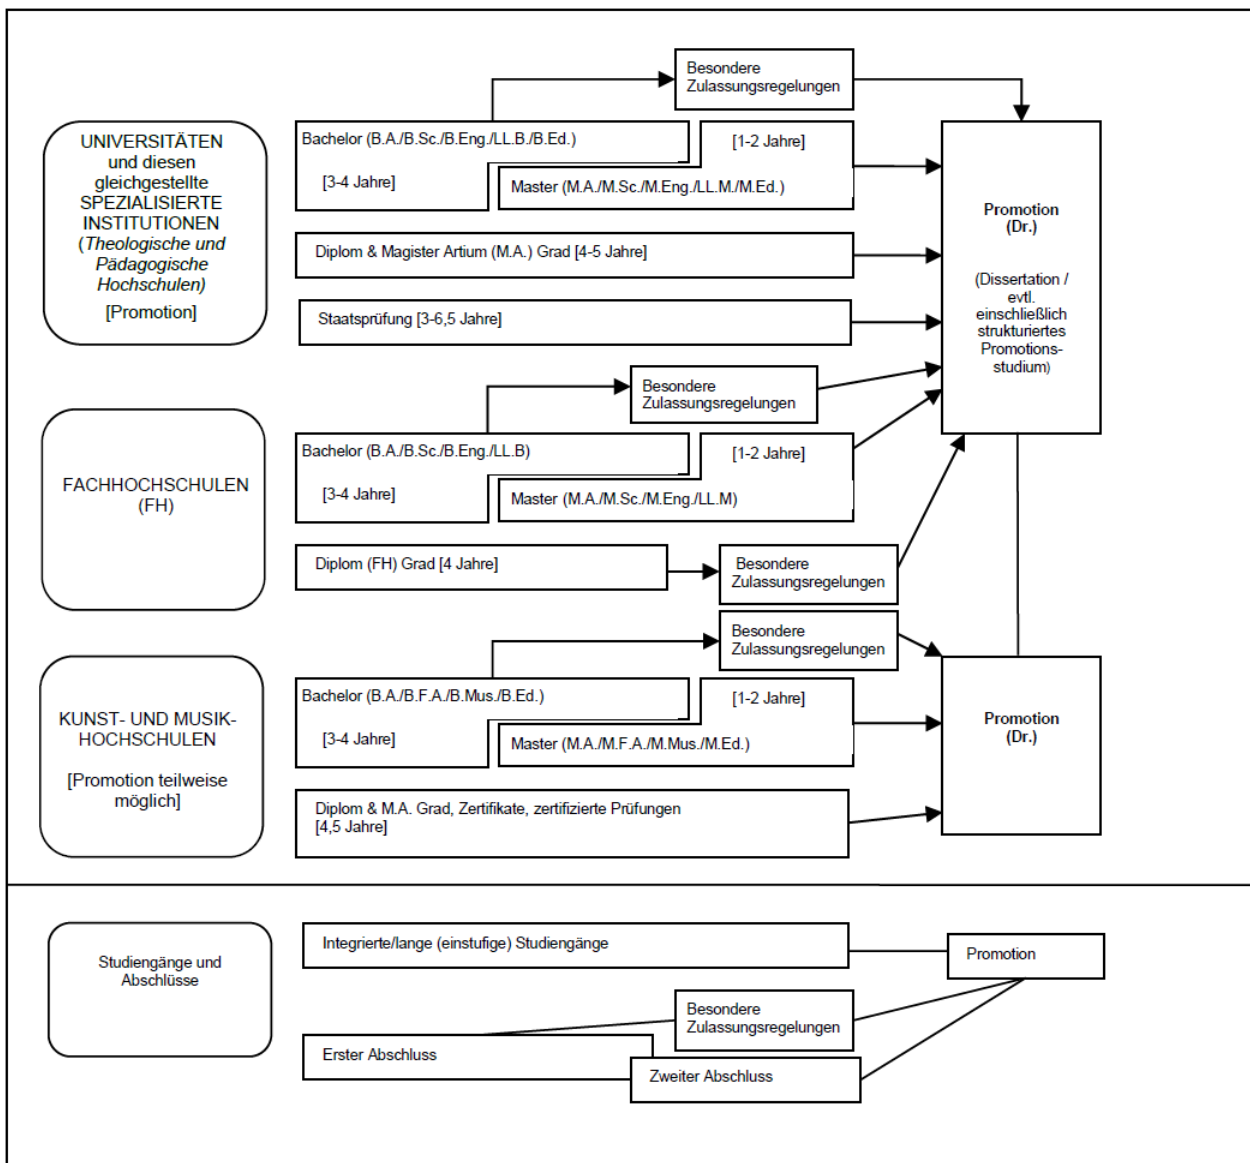 Besondere
Zulassungsregelungen
UNIVERSITÄTEN
und diesen
gleichgestellte
SPEZIALISIERTE
INSTITUTIONEN
(Theologische und
Pädagogische
Hochschulen)
[Promotion]
Bachelor (B.A./B.Sc./B.Eng./LL.B./B.Ed.)
[3-4 Jahre]
[1-2 Jahre]
Master (M.A./M.Sc./M.Eng./LL.M./M.Ed.)
Diplom & Magister Artium (M.A.) Grad [4-5 Jahre]
Staatsprüfung [3-6,5 Jahre]
Promotion
(Dr.)
(Dissertation /
evtl.
einschließlich
strukturiertes
Promotions-
studium)
Besondere
Zulassungsregelungen
FACHHOCHSCHULEN
(FH)
Bachelor (B.A./B.Sc./B.Eng./LL.B)
[3-4 Jahre]
[1-2 Jahre]
Master (M.A./M.Sc./M.Eng./LL.M)
Diplom (FH) Grad [4 Jahre]
Besondere
Zulassungsregelungen
Besondere
Zulassungsregelungen
KUNST- UND MUSIK-
HOCHSCHULEN
[Promotion teilweise
möglich]
Bachelor (B.A./B.F.A./B.Mus./B.Ed.)
[3-4 Jahre]
[1-2 Jahre]
Master (M.A./M.F.A./M.Mus./M.Ed.)
Diplom & M.A. Grad, Zertifikate, zertifizierte Prüfungen
[4,5 Jahre]
Promotion
(Dr.)
Studiengänge und
Abschlüsse
Integrierte/lange (einstufige) Studiengänge
Promotion
Besondere
Zulassungsregelungen
Erster Abschluss
Zweiter Abschluss